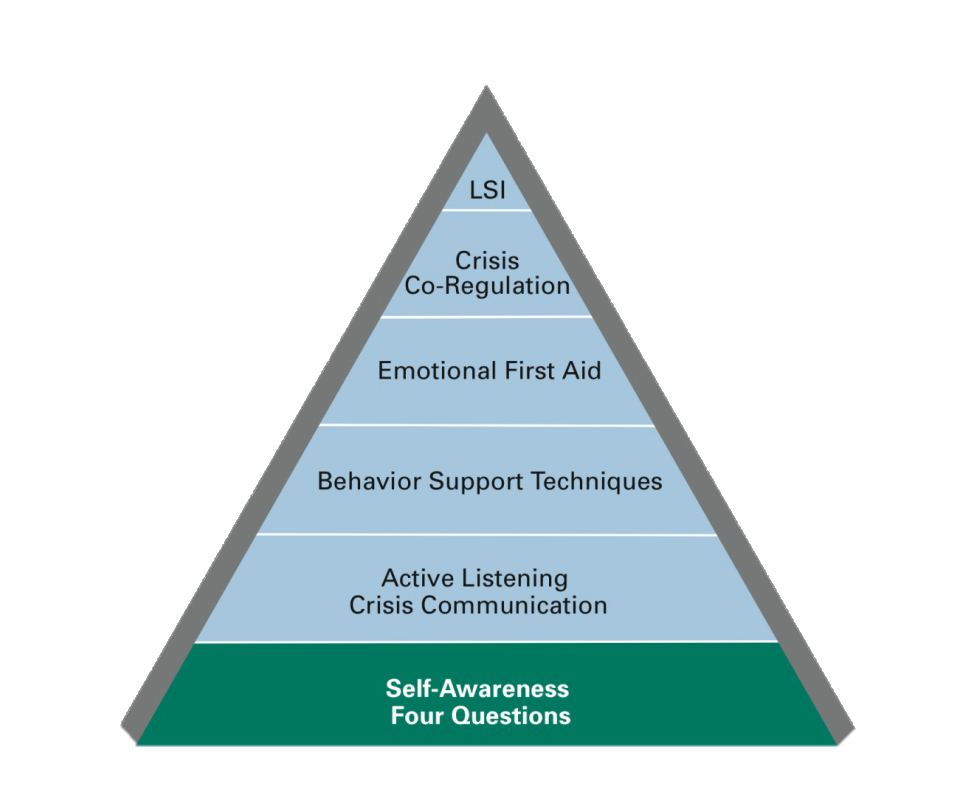 LSI
Crisis
Co-Regulation
Emotional First Aid
Behavior Support Techniques
Active Listening
Crisis Communication
Self-Awareness
Four Questions